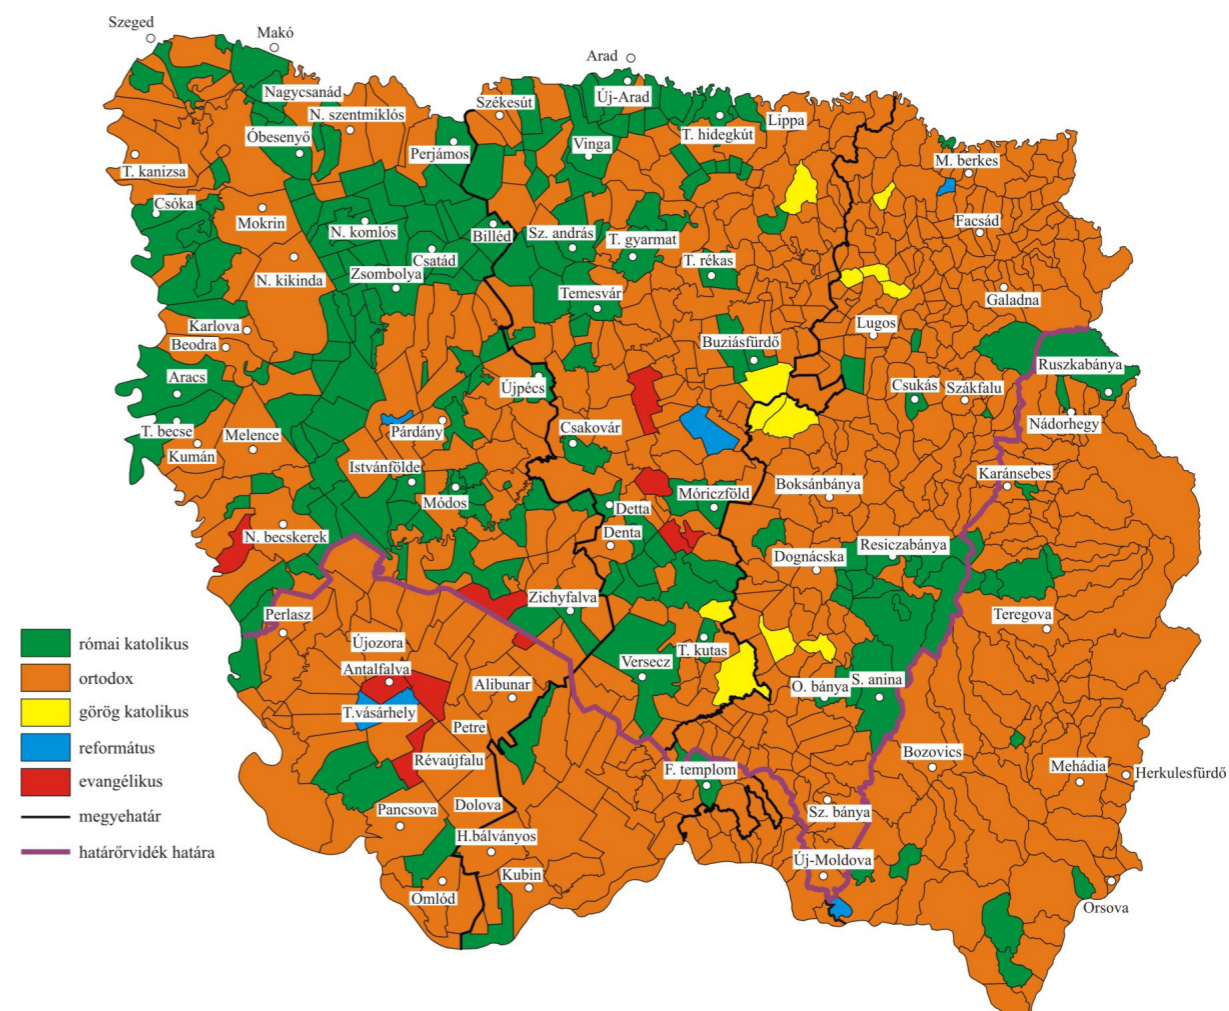 Szeged
Makó
Arad
Nagycsanád
Székesút
Új-Arad
N. szentmiklós
Lippa
Óbesenyő
T. hidegkút
Vinga
Perjámos
M. berkes
T. kanizsa
Csóka
Mokrin
Facsád
N. komlós
Billéd
Sz. andrás
T. gyarmat
Csatád
T. rékas
Zsombolya
N. kikinda
Temesvár
Galadna
Karlova
Lugos
Beodra
Buziásfürdő
Ruszkabánya
Aracs
Újpécs
Csukás
Szákfalu
Nádorhegy
T. becse
Melence
Párdány
Csakovár
Kumán
Istvánfölde
Karánsebes
Boksánbánya
Módos
Móriczföld
Detta
N. becskerek
Denta
Resiczabánya
Dognácska
Zichyfalva
Perlasz
Teregova
római katolikus
Újozora
T. kutas
Versecz
Antalfalva
ortodox
Alibunar
O. bánya
S. anina
görög katolikus
T.vásárhely
Petre
református
Révaújfalu
Bozovics
F. templom
Mehádia
Herkulesfürdő
evangélikus
Pancsova
Dolova
Sz. bánya
megyehatár
H.bálványos
határőrvidék határa
Új-Moldova
Kubin
Omlód
Orsova